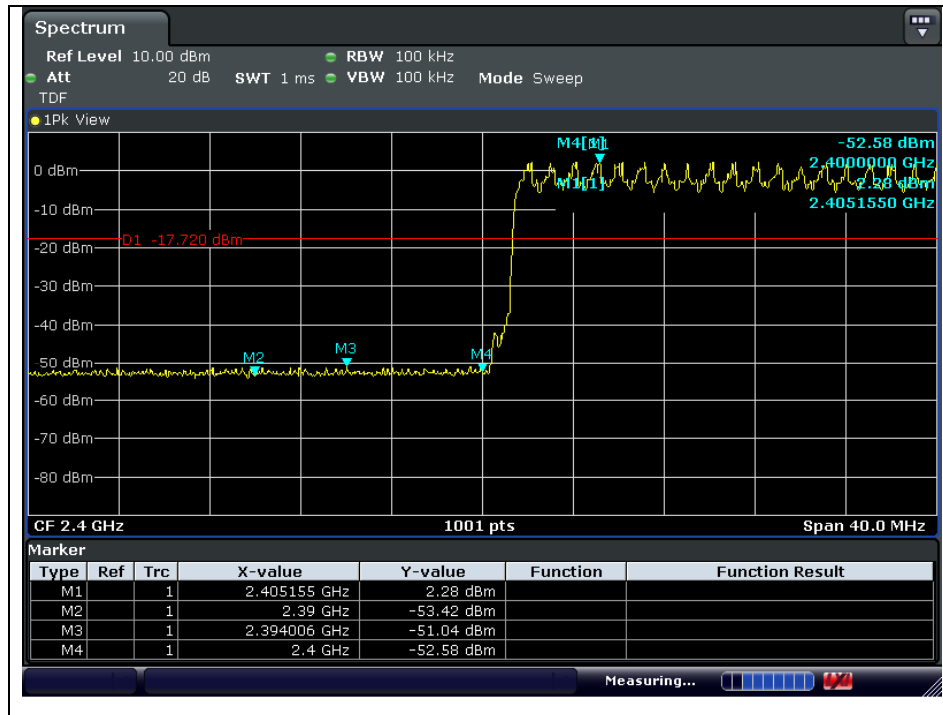 Spectrum
Ref Level 10.00 dBm RBW 100 kHz
Att 20 dB SWT 1 ms VBW 100 kHz Mode Sweep
TDF
1Pk View
M4[1] M1 -52.58 dBm
2.4000000 GHz
M1[1] 2.28 dBm
2.4051550 GHz
0 dBm
-10 dBm
D1 -17.720 dBm
-20 dBm
-30 dBm
-40 dBm
-50 dBm
M2 M3 M4
-60 dBm
-70 dBm
-80 dBm
CF 2.4 GHz 1001 pts Span 40.0 MHz
Marker
Type Ref Trc X-value Y-value Function Function Result
M1 1 2.405155 GHz 2.28 dBm
M2 1 2.39 GHz -53.42 dBm
M3 1 2.394006 GHz -51.04 dBm
M4 1 2.4 GHz -52.58 dBm
Measuring...